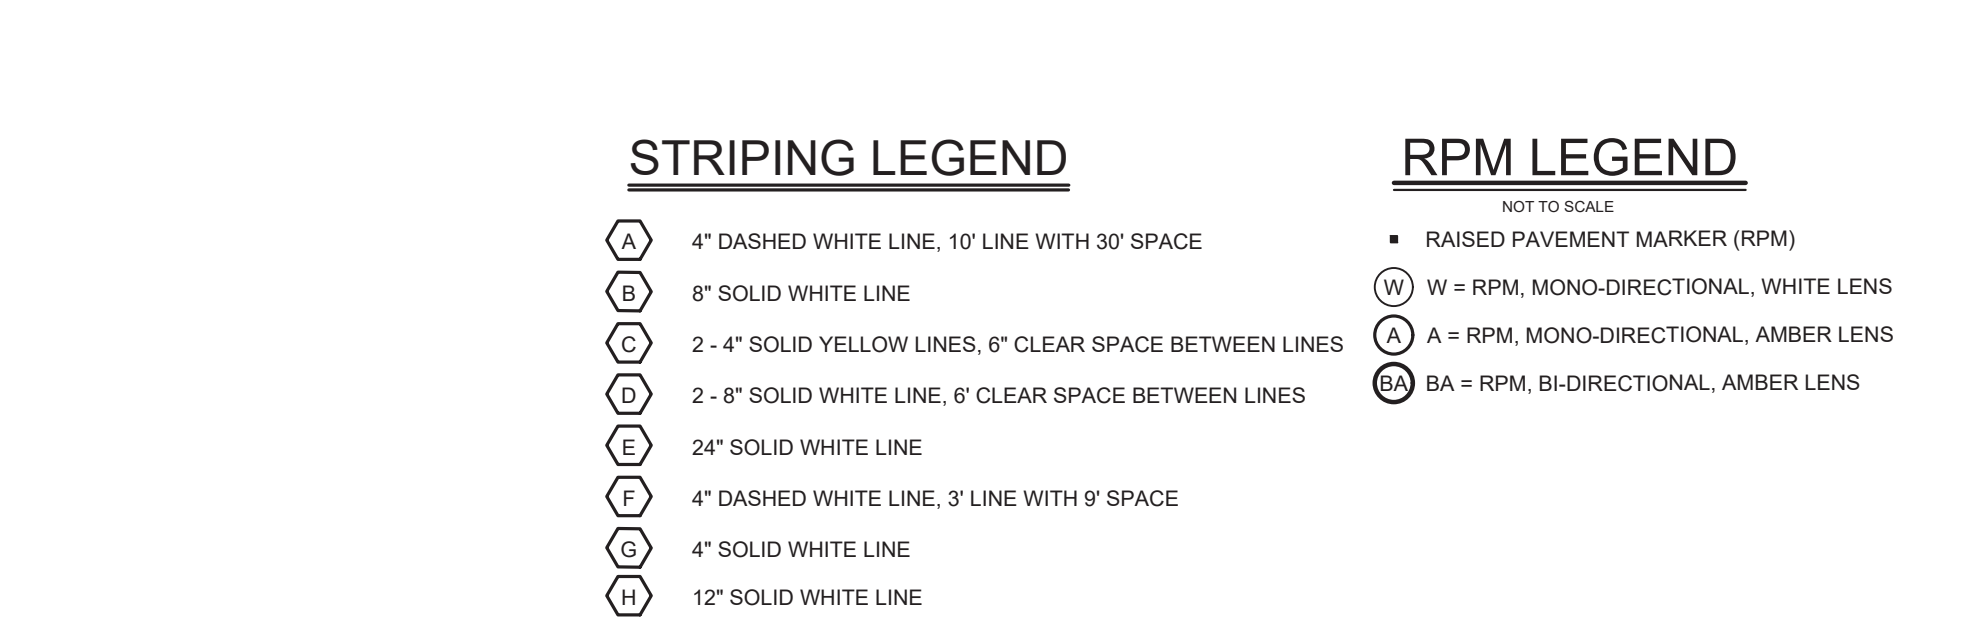 STRIPING LEGEND
A 4" DASHED WHITE LINE, 10' LINE WITH 30' SPACE
B 8" SOLID WHITE LINE
C 2 - 4" SOLID YELLOW LINES, 6" CLEAR SPACE BETWEEN LINES
D 2 - 8" SOLID WHITE LINE, 6' CLEAR SPACE BETWEEN LINES
E 24" SOLID WHITE LINE
F 4" DASHED WHITE LINE, 3' LINE WITH 9' SPACE
G 4" SOLID WHITE LINE
H 12" SOLID WHITE LINE
RPM LEGEND
NOT TO SCALE
RAISED PAVEMENT MARKER (RPM)
W W = RPM, MONO-DIRECTIONAL, WHITE LENS
A A = RPM, MONO-DIRECTIONAL, AMBER LENS
BA BA = RPM, BI-DIRECTIONAL, AMBER LENS